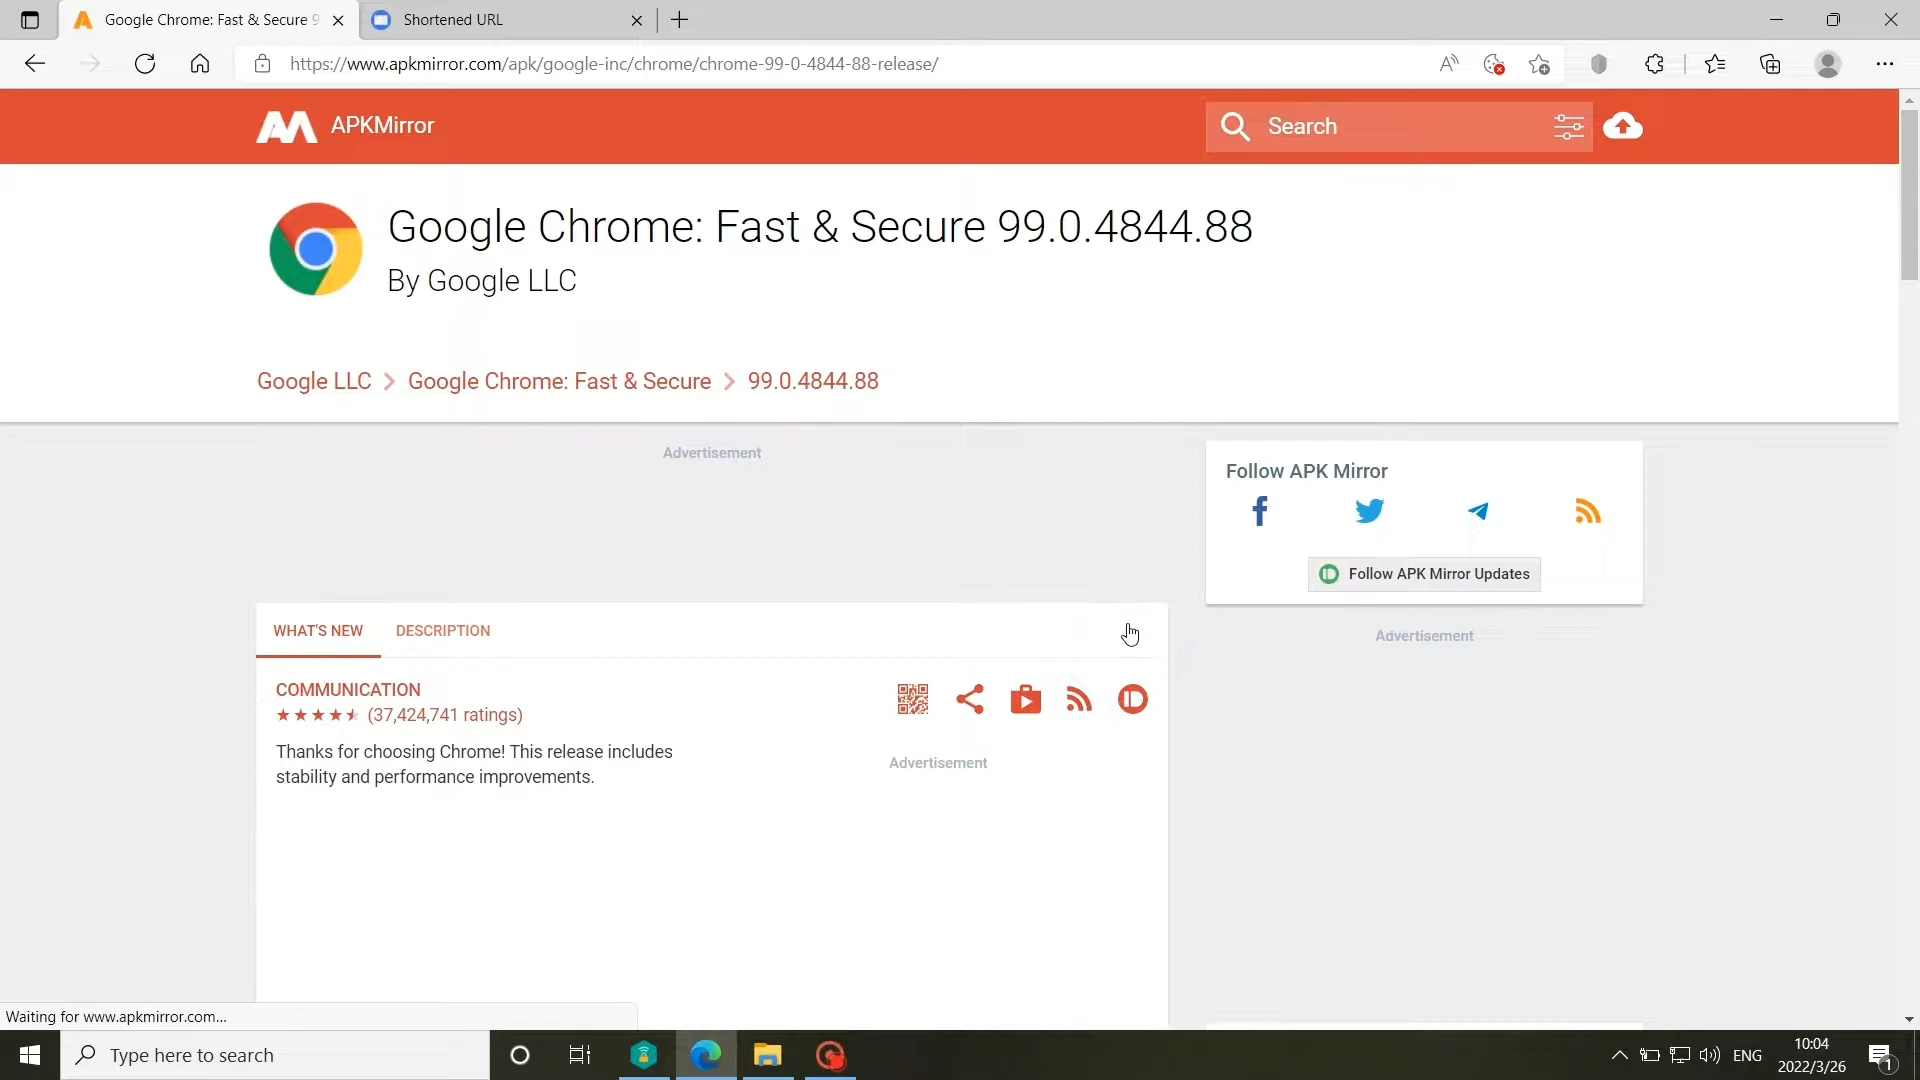 Google Chrome: Fast & Secure 9
Shortened URL
https://www.apkmirror.com/apk/google-inc/chrome/chrome-99-0-4844-88-release/
APKMirror
Search
Google Chrome: Fast & Secure 99.0.4844.88
By Google LLC
Google LLC
Google Chrome: Fast & Secure
99.0.4844.88
Advertisement
Follow APK Mirror
Follow APK Mirror Updates
Advertisement
WHAT'S NEW
DESCRIPTION
COMMUNICATION
(37,424,741 ratings)
Thanks for choosing Chrome! This release includes
stability and performance improvements.
Advertisement
Waiting for www.apkmirror.com...
Type here to search
ENG
10:04
2022/3/26
1